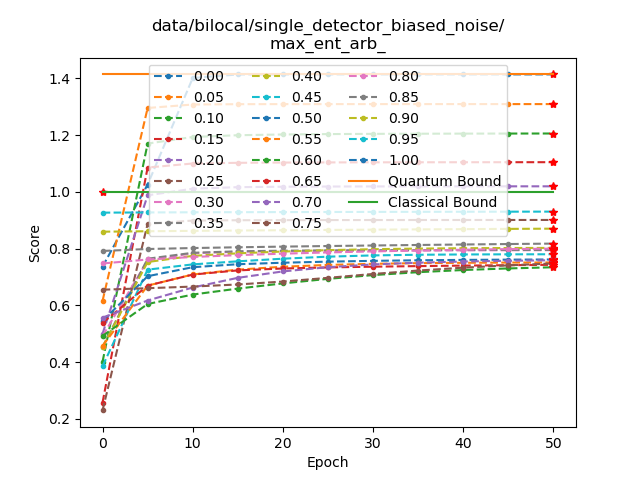 data/bilocal/single_detector_biased_noise/
max_ent_arb_
0.00 0.40 0.80
0.05 0.45 0.85
0.10 0.50 0.90
0.15 0.55 0.95
0.20 0.60 1.00
0.25 0.65 Quantum Bound
0.30 0.70 Classical Bound
0.35 0.75
1.4
1.2
1.0
0.8
0.6
0.4
0.2
Score
0 10 20 30 40 50
Epoch